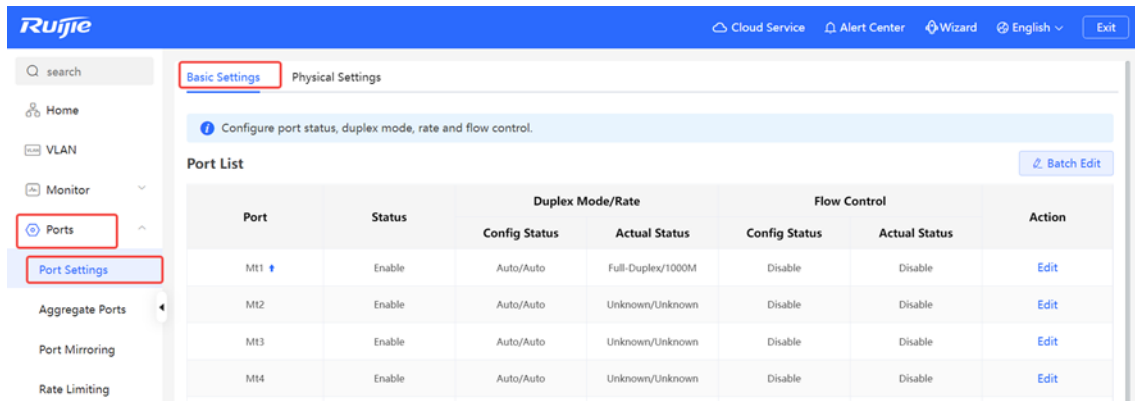 Ruijie
Cloud Service Alert Center Wizard English Exit
search
Home
VLAN
Monitor
Ports
Port Settings
Aggregate Ports
Port Mirroring
Rate Limiting
Basic Settings Physical Settings
Configure port status, duplex mode, rate and flow control.
Port List Batch Edit
Port Status Duplex Mode/Rate Flow Control Action
Config Status Actual Status Config Status Actual Status
Mt1 Enable Auto/Auto Full-Duplex/1000M Disable Disable Edit
Mt2 Enable Auto/Auto Unknown/Unknown Disable Disable Edit
Mt3 Enable Auto/Auto Unknown/Unknown Disable Disable Edit
Mt4 Enable Auto/Auto Unknown/Unknown Disable Disable Edit